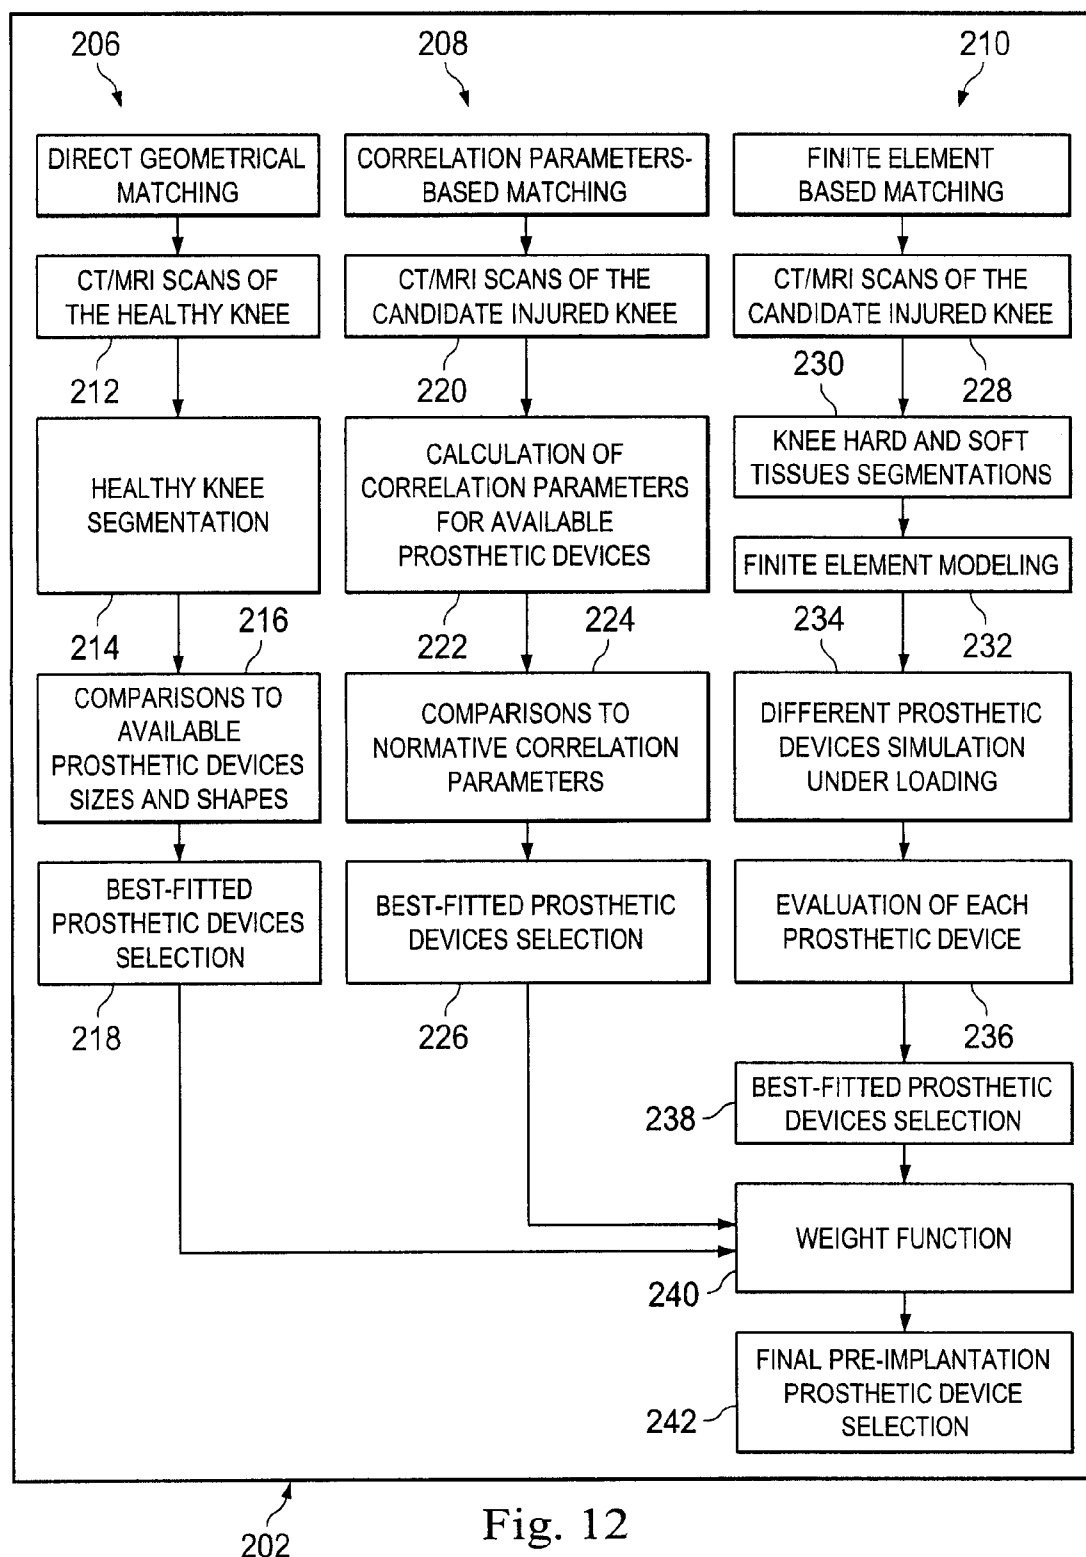 206
208
210
DIRECT GEOMETRICAL
MATCHING
CORRELATION PARAMETERS-
BASED MATCHING
FINITE ELEMENT
BASED MATCHING
CT/MRI SCANS OF
THE HEALTHY KNEE
CT/MRI SCANS OF THE
CANDIDATE INJURED KNEE
CT/MRI SCANS OF THE
CANDIDATE INJURED KNEE
212
220
230
228
HEALTHY KNEE
SEGMENTATION
CALCULATION OF
CORRELATION PARAMETERS
FOR AVAILABLE
PROSTHETIC DEVICES
KNEE HARD AND SOFT
TISSUES SEGMENTATIONS
FINITE ELEMENT MODELING
214
216
222
224
234
232
COMPARISONS TO
AVAILABLE
PROSTHETIC DEVICES
SIZES AND SHAPES
COMPARISONS TO
NORMATIVE CORRELATION
PARAMETERS
DIFFERENT PROSTHETIC
DEVICES SIMULATION
UNDER LOADING
BEST-FITTED
PROSTHETIC DEVICES
SELECTION
BEST-FITTED PROSTHETIC
DEVICES SELECTION
EVALUATION OF EACH
PROSTHETIC DEVICE
218
226
236
238
BEST-FITTED PROSTHETIC
DEVICES SELECTION
WEIGHT FUNCTION
240
FINAL PRE-IMPLANTATION
PROSTHETIC DEVICE
SELECTION
242
202
Fig. 12